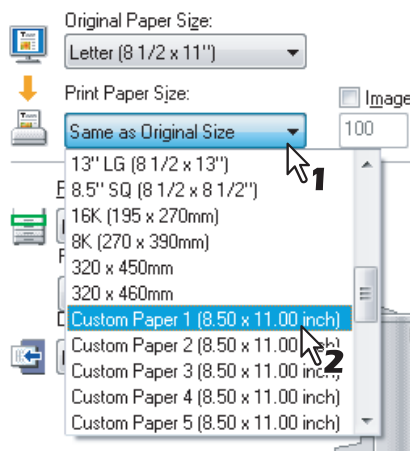 Original Paper Size:
Letter (8 1/2 x 11")
Print Paper Size:
Image
Same as Original Size
100
1
13" LG (8 1/2 x 13")
8.5" SQ (8 1/2 x 8 1/2")
16K (195 x 270mm)
8K (270 x 390mm)
320 x 450mm
320 x 460mm
Custom Paper 1 (8.50 x 11.00 inch)
Custom Paper 2 (8.50 x 11.00 inch)
2
Custom Paper 3 (8.50 x 11.00 inch)
Custom Paper 4 (8.50 x 11.00 inch)
Custom Paper 5 (8.50 x 11.00 inch)